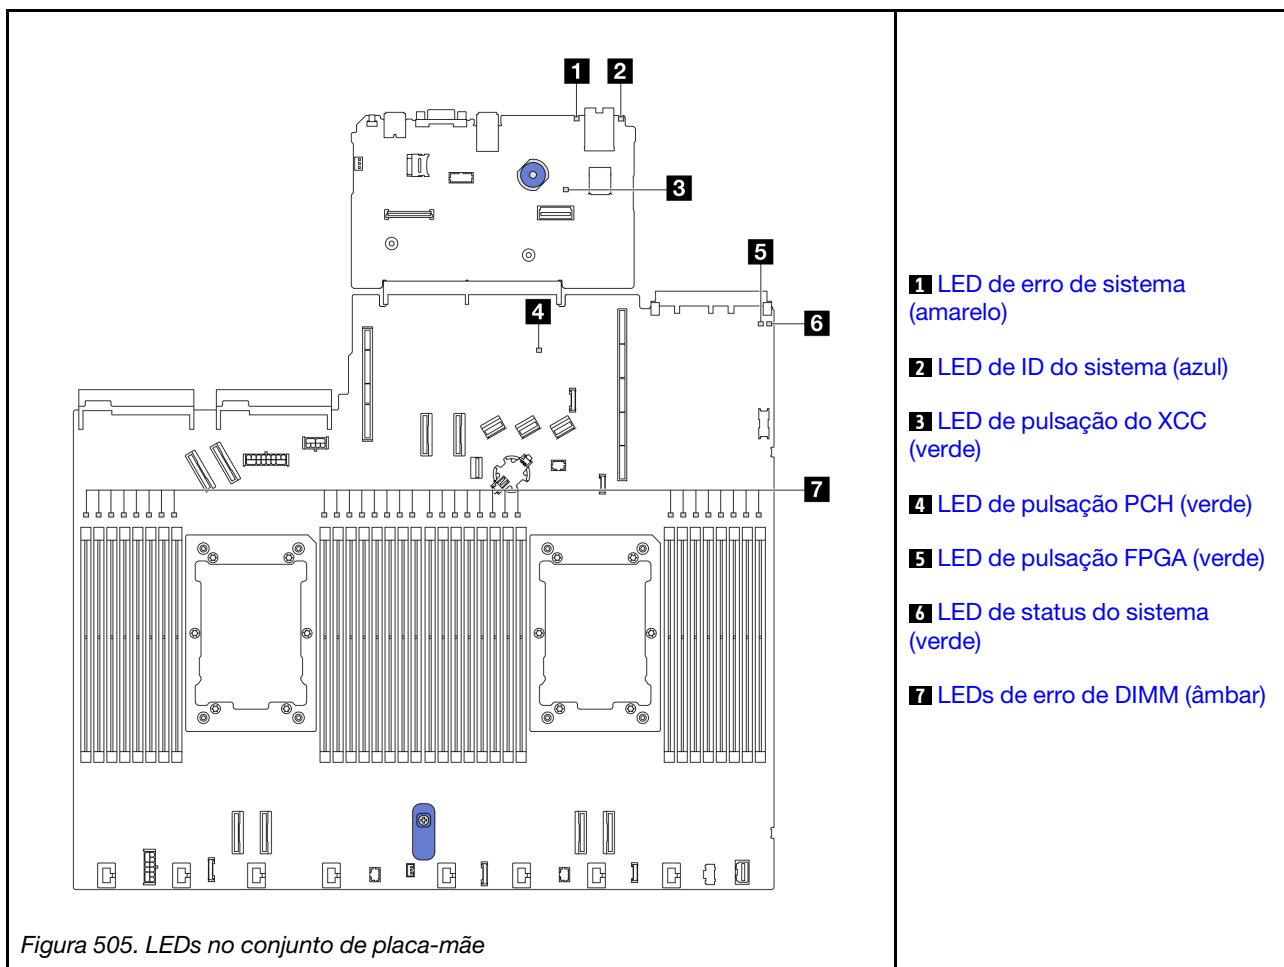 1 2
3
5
4
6
7
Figura 505. LEDs no conjunto de placa-mãe
1 LED de erro de sistema
(amarelo)
2 LED de ID do sistema (azul)
3 LED de pulsação do XCC
(verde)
4 LED de pulsação PCH (verde)
5 LED de pulsação FPGA (verde)
6 LED de status do sistema
(verde)
7 LEDs de erro de DIMM (âmbar)